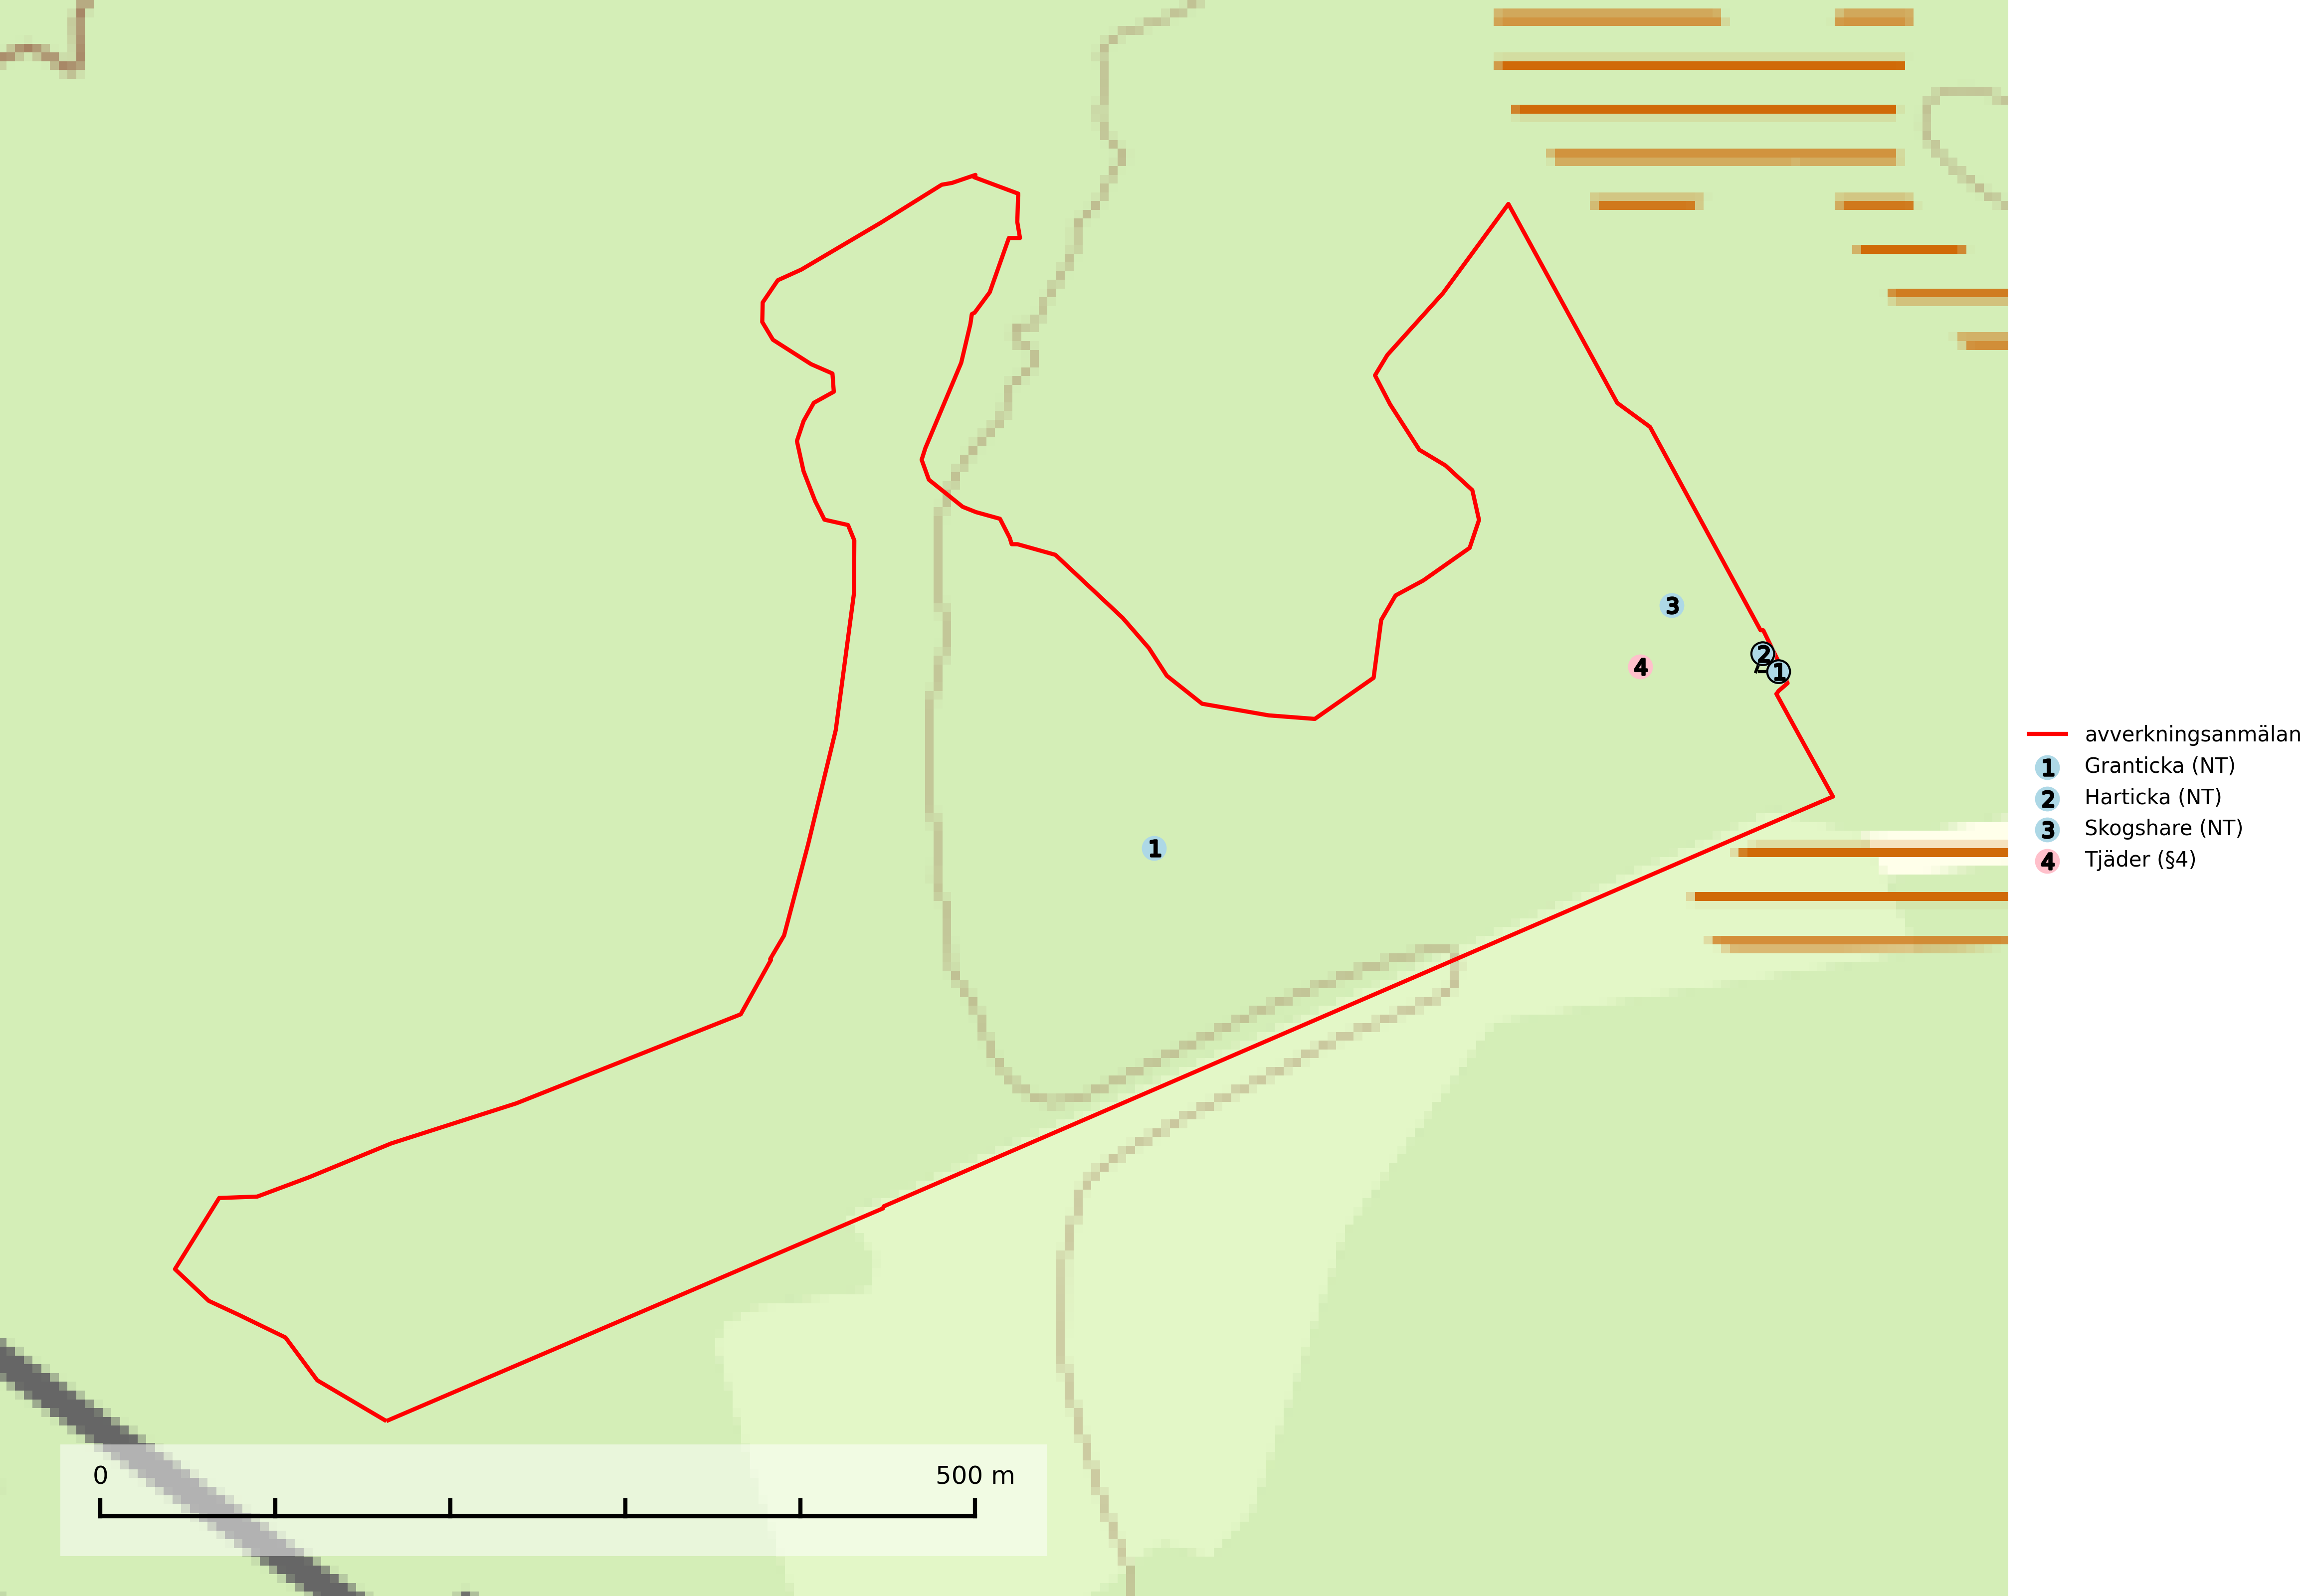 3
2
4
1
1
avverkningsanmälan
1 Granticka (NT)
2 Harticka (NT)
3 Skogshare (NT)
4 Tjäder (§4)
0 500 m